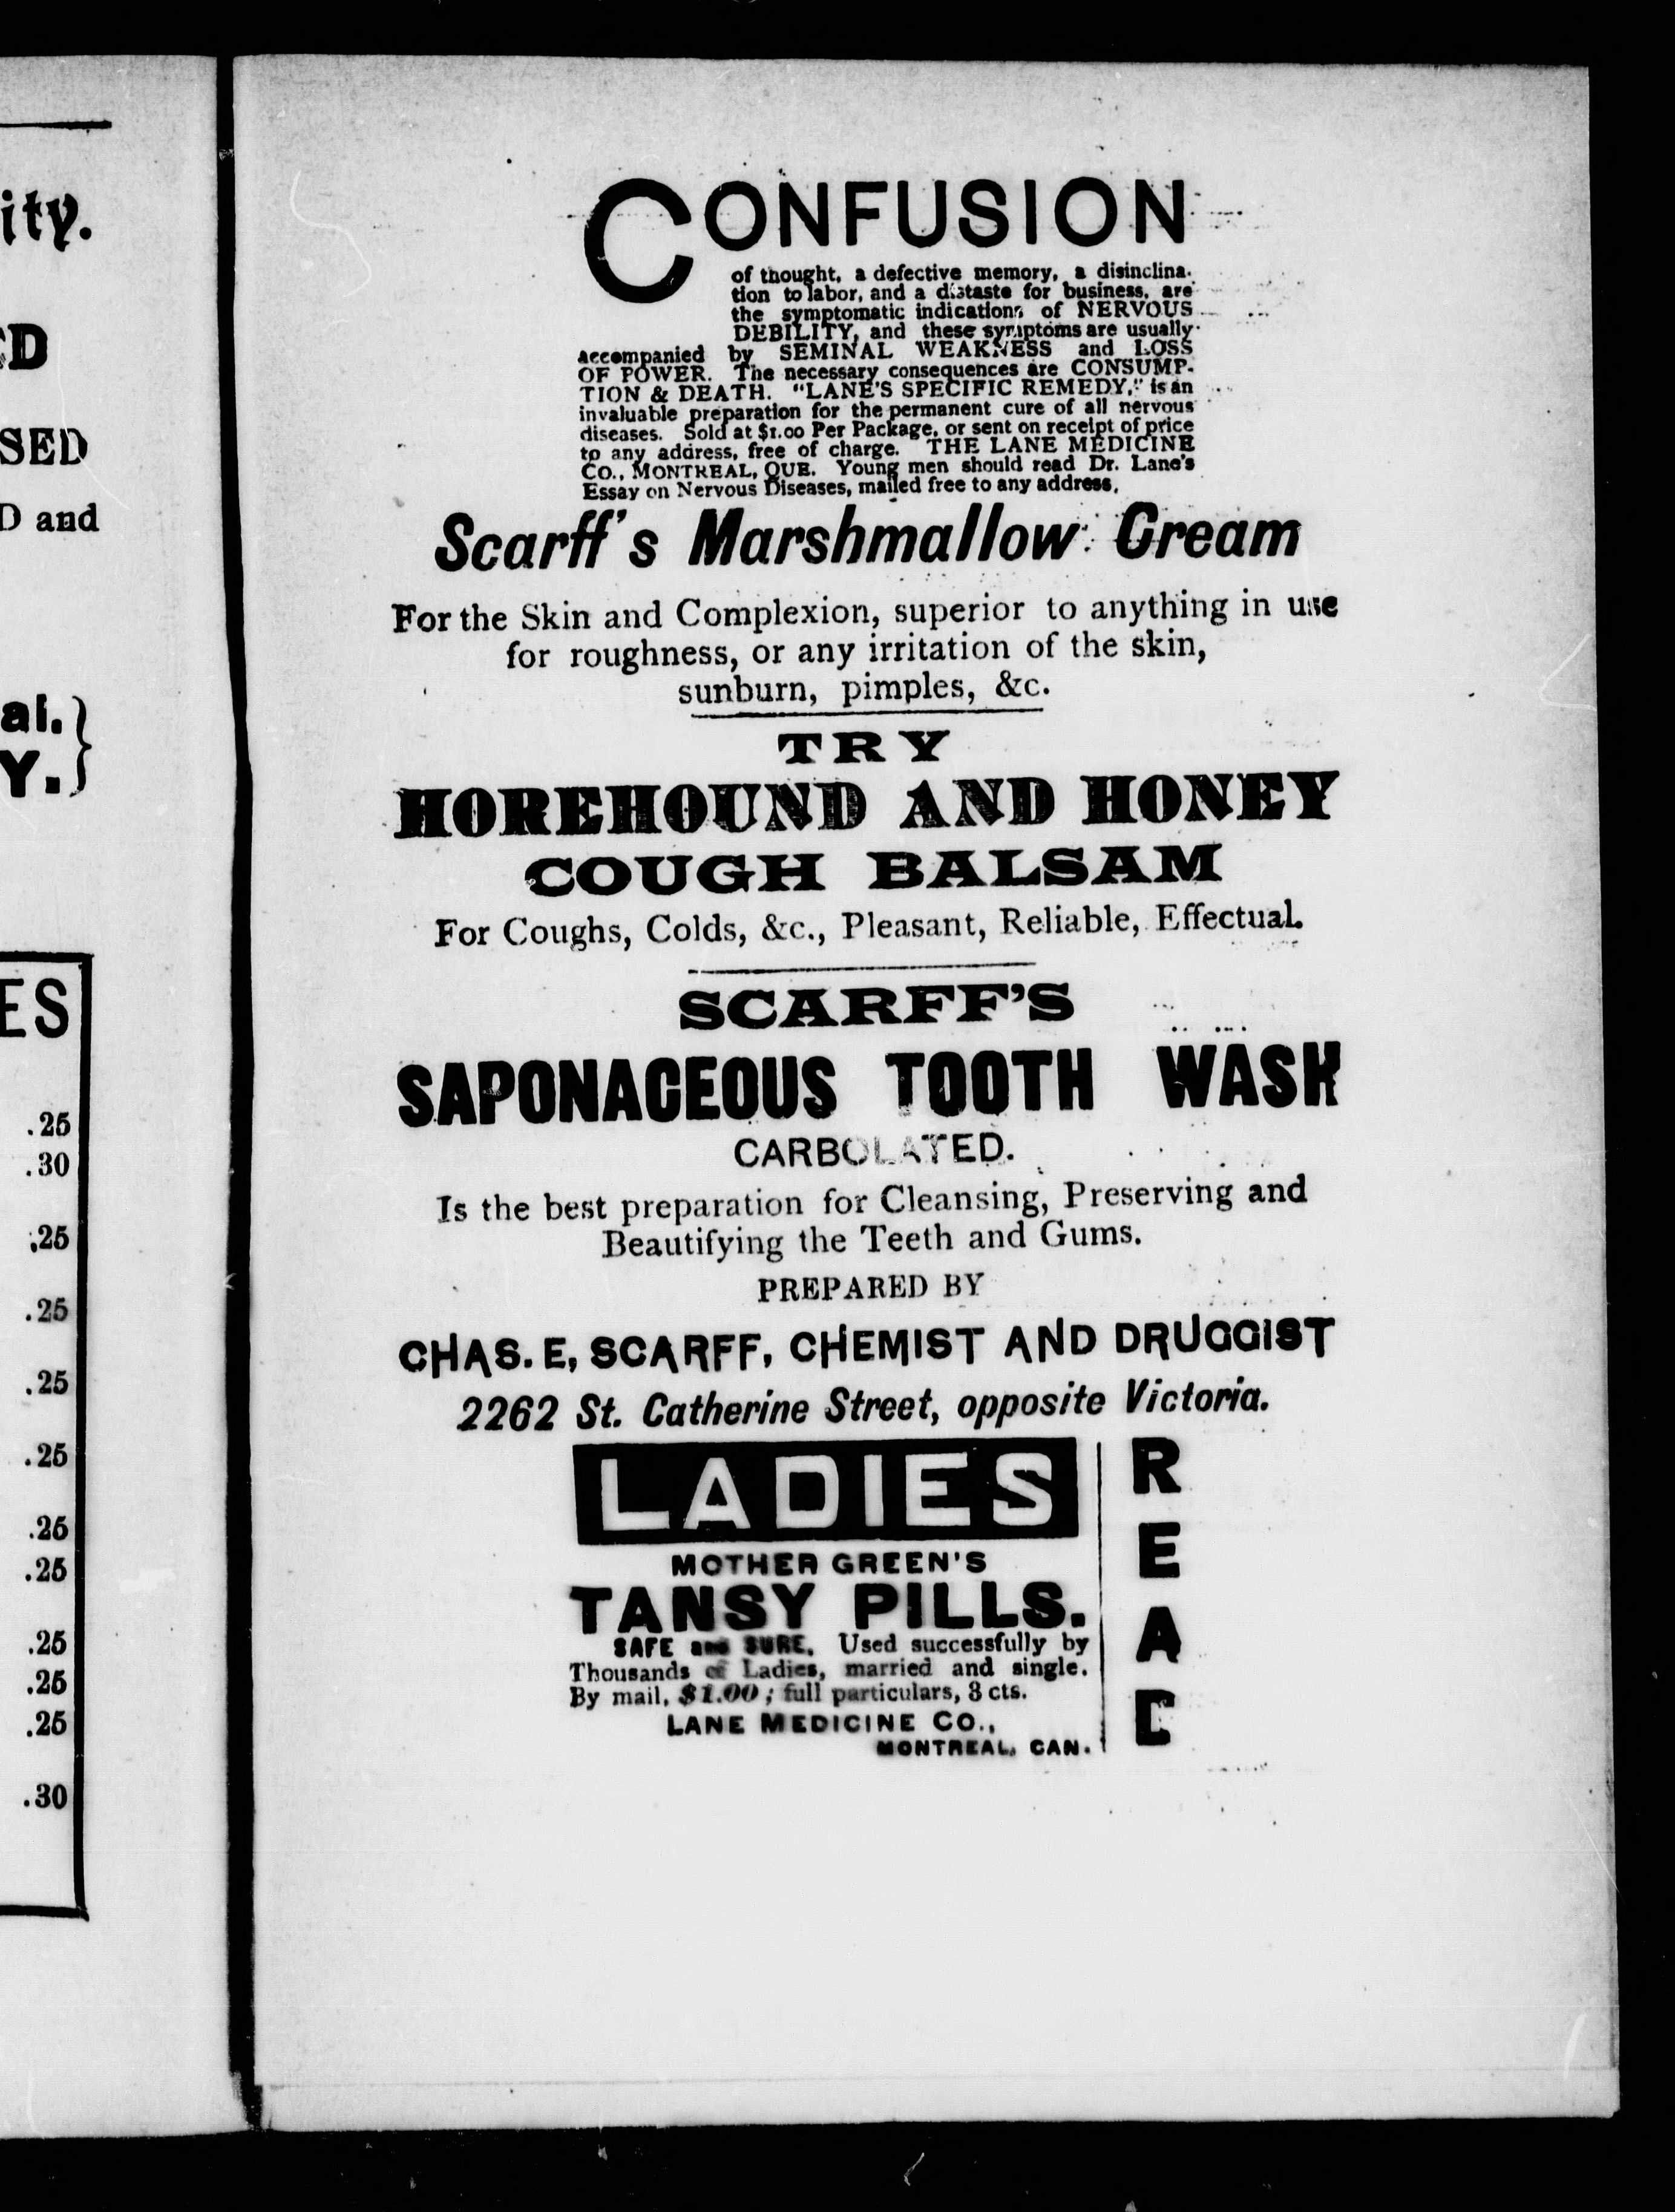 ity.
ED
SED
D and
al.
Y.
ES
.25
.30
.25
.25
.25
.25
.25
.25
.25
.25
.25
.30
CONFUSION
of thought, a defective memory, a disinclina-
tion to labor, and a distaste for business, are
the symptomatic indications of NERVOUS
DEBILITY, and these symptoms are usually
accompanied by SEMINAL WEAKNESS and LOSS
OF POWER. The necessary consequences are CONSUMP-
TION & DEATH. "LANE'S SPECIFIC REMEDY," is an
invaluable preparation for the permanent cure of all nervous
diseases. Sold at $1.00 Per Package, or sent on receipt of price
to any address, free of charge. THE LANE MEDICINE
CO., MONTREAL, QUE. Young men should read Dr. Lane's
Essay on Nervous Diseases, mailed free to any address,
Scarff's Marshmallow Cream
For the Skin and Complexion, superior to anything in use
for roughness, or any irritation of the skin,
sunburn, pimples, &c.
TRY
HOREHOUND AND HONEY
COUGH BALSAM
For Coughs, Colds, &c., Pleasant, Reliable, Effectual.
SCARFF'S
SAPONACEOUS TOOTH WASH
CARBOLATED.
Is the best preparation for Cleansing, Preserving and
Beautifying the Teeth and Gums.
PREPARED BY
CHAS. E, SCARFF, CHEMIST AND DRUGGIST
2262 St. Catherine Street, opposite Victoria.
LADIES
MOTHER GREEN'S
TANSY PILLS.
SAFE and SURE. Used successfully by
Thousands of Ladies, married and single.
By mail, $1.00; full particulars, 3 cts.
LANE MEDICINE CO.,
MONTREAL, CAN.
READ